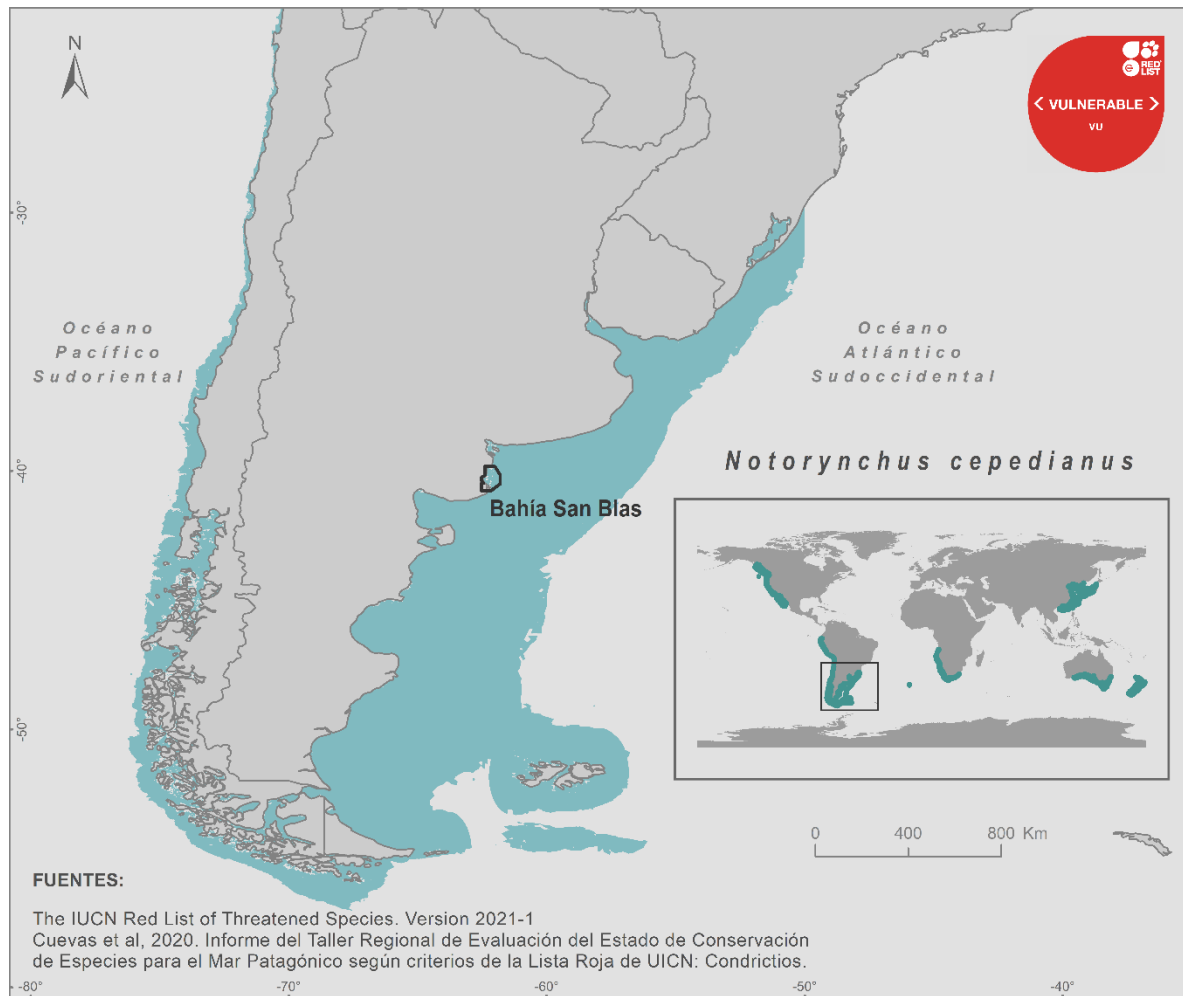 N
RED
LIST
< VULNERABLE >
VU
-30°
Océano
Pacífico
Sudoriental
Océano
Atlántico
Sudoccidental
-40°
Notorynchus cepedianus
Bahía San Blas
-50°
0 400 800 Km
FUENTES:
The IUCN Red List of Threatened Species. Version 2021-1
Cuevas et al, 2020. Informe del Taller Regional de Evaluación del Estado de Conservación
de Especies para el Mar Patagónico según criterios de la Lista Roja de UICN: Condrictios.
-80° -70° -60° -50° -40°